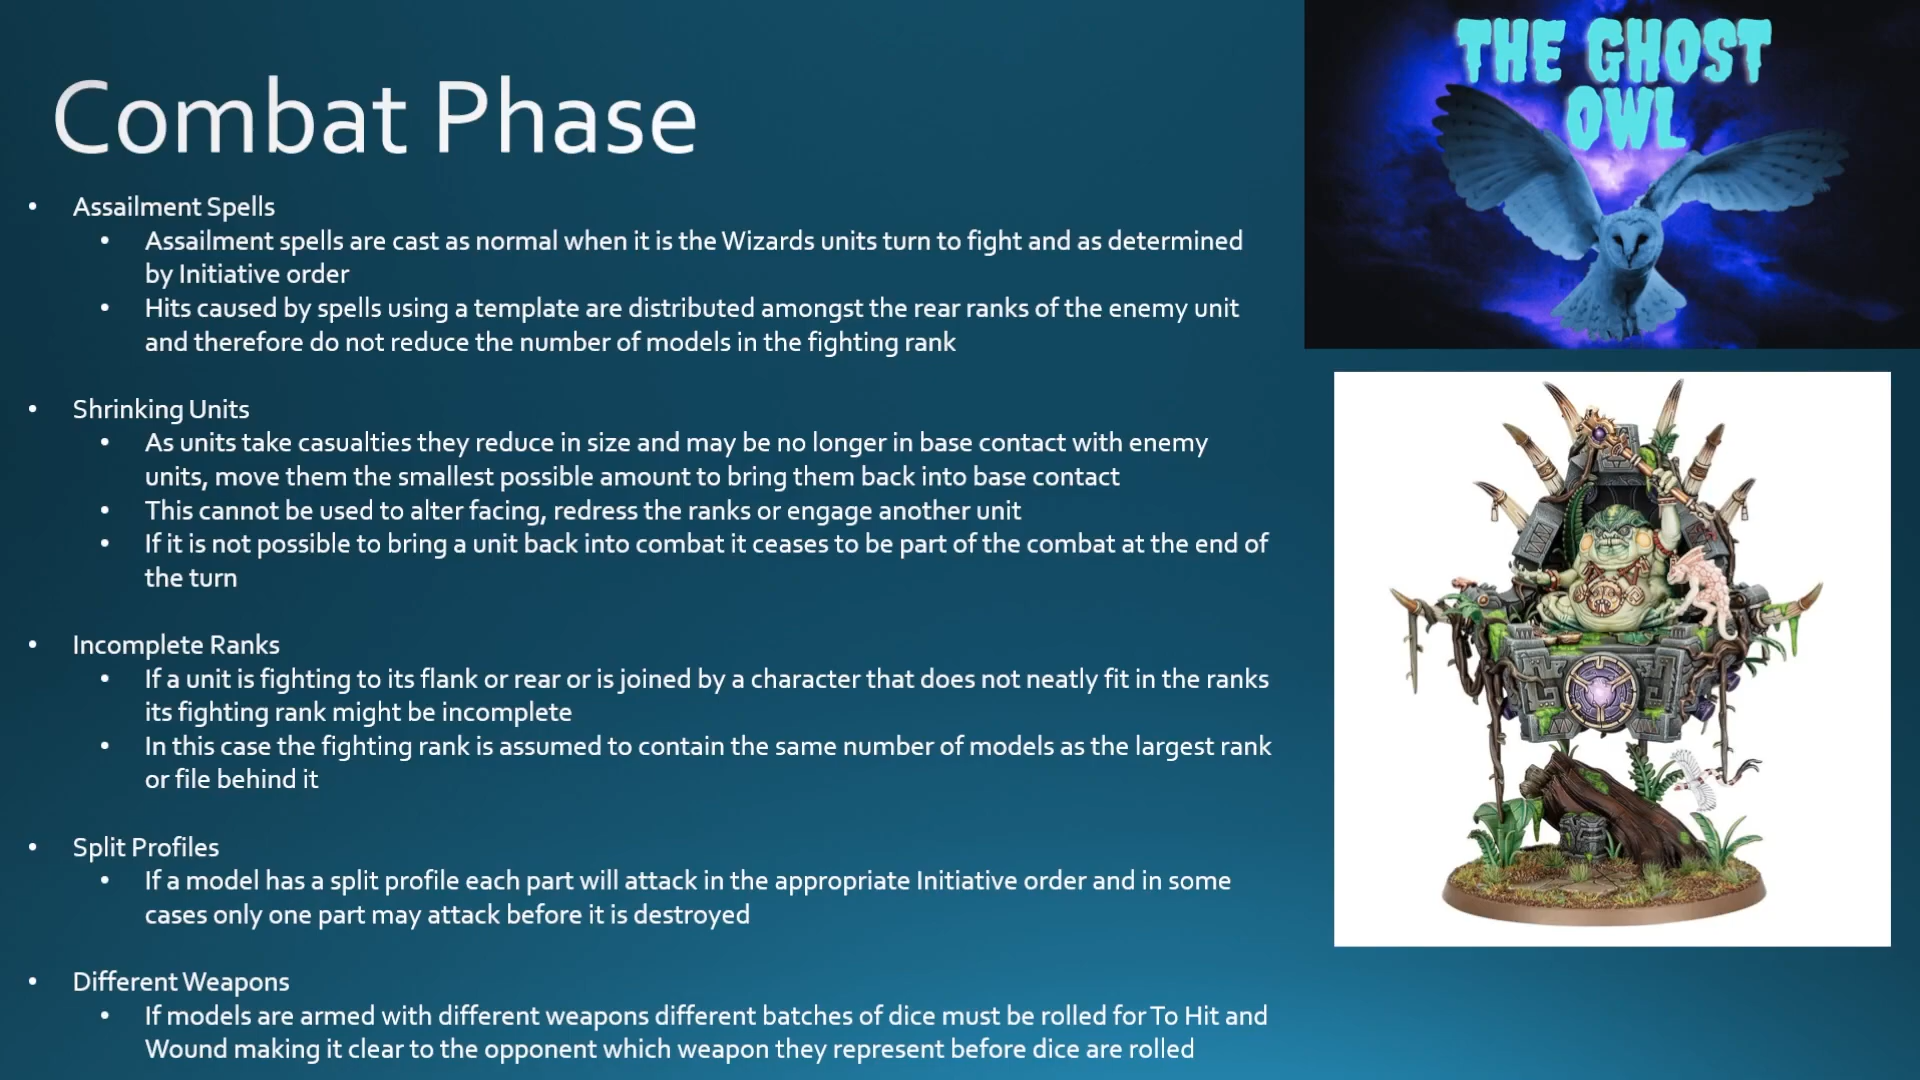 THE GHOST
OWL
Combat Phase
• Assailment Spells
• Assailment spells are cast as normal when it is the Wizards units turn to fight and as determined
by Initiative order
• Hits caused by spells using a template are distributed amongst the rear ranks of the enemy unit
and therefore do not reduce the number of models in the fighting rank
• Shrinking Units
• As units take casualties they reduce in size and may be no longer in base contact with enemy
units, move them the smallest possible amount to bring them back into base contact
• This cannot be used to alter facing, redress the ranks or engage another unit
• If it is not possible to bring a unit back into combat it ceases to be part of the combat at the end of
the turn
• Incomplete Ranks
• If a unit is fighting to its flank or rear or is joined by a character that does not neatly fit in the ranks
its fighting rank might be incomplete
• In this case the fighting rank is assumed to contain the same number of models as the largest rank
or file behind it
• Split Profiles
• If a model has a split profile each part will attack in the appropriate Initiative order and in some
cases only one part may attack before it is destroyed
• Different Weapons
• If models are armed with different weapons different batches of dice must be rolled for To Hit and
Wound making it clear to the opponent which weapon they represent before dice are rolled